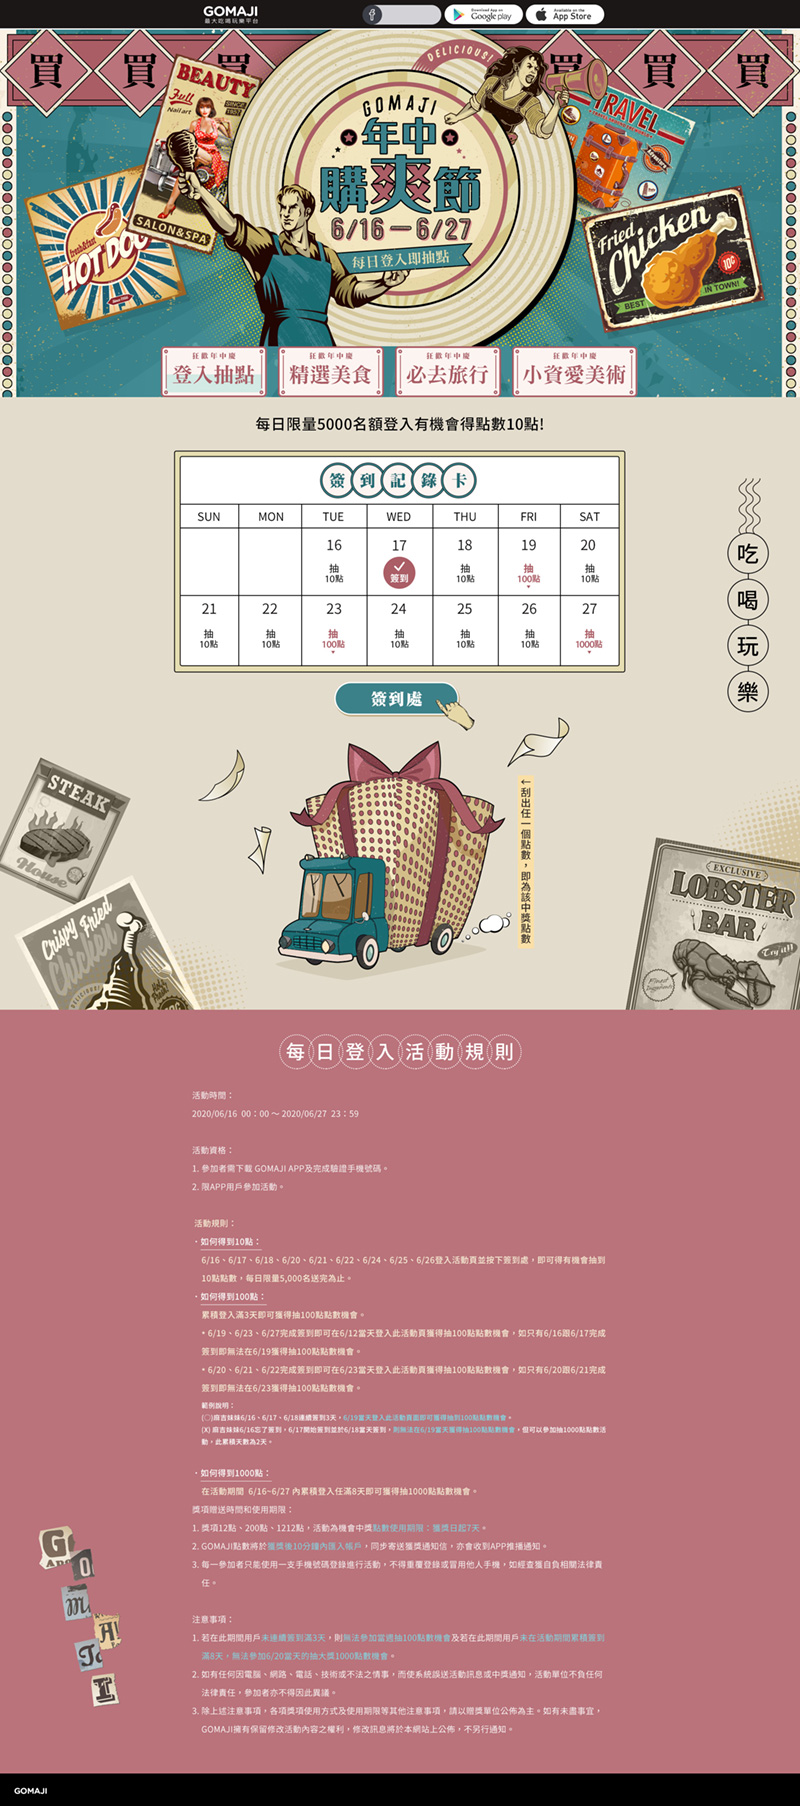 GOMAJI
最大吃喝玩樂平台
Download App on
Google play
Available on the
App Store
買
買
買
買
買
買
DELICIOUS!
BEAUTY
Full
Nail art
SALON&SPA
fresh&fast
HOT DOG
GOMAJI
年中
購爽節
6/16—6/27
每日登入即抽點
TRAVEL
Fried
Chicken
10¢
BEST
IN TOWN!
狂歡年中慶
登入抽點
狂歡年中慶
精選美食
狂歡年中慶
必去旅行
狂歡年中慶
小資愛美術
每日限量5000名額登入有機會得點數10點!
簽到記錄卡
SUN MON TUE WED THU FRI SAT
16 17 18 19 20
抽 簽到 抽 抽 抽
10點 10點 100點 10點
21 22 23 24 25 26 27
抽 抽 抽 抽 抽 抽 抽
10點 10點 100點 10點 10點 10點 1000點
吃
喝
玩
樂
簽到處
←刮出任一個點數，即為該中獎點數
STEAK
House
Crispy Fried
Chicken
DELICIOUS
EXCLUSIVE
LOBSTER
BAR
Try it!!
Finest
每日登入活動規則
活動時間：
2020/06/16 00：00 ～ 2020/06/27 23：59
活動資格：
1. 參加者需下載 GOMAJI APP及完成驗證手機號碼。
2. 限APP用戶參加活動。
活動規則：
·如何得到10點：
6/16、6/17、6/18、6/20、6/21、6/22、6/24、6/25、6/26登入活動頁並按下簽到處，即可得有機會抽到
10點點數，每日限量5,000名送完為止。
·如何得到100點：
累積登入滿3天即可獲得抽100點點數機會。
* 6/19、6/23、6/27完成簽到即可在6/12當天登入此活動頁獲得抽100點點數機會，如只有6/16跟6/17完成
簽到即無法在6/19獲得抽100點點數機會。
* 6/20、6/21、6/22完成簽到即可在6/23當天登入此活動頁獲得抽100點點數機會，如只有6/20跟6/21完成
簽到即無法在6/23獲得抽100點點數機會。
範例說明：
(○)麻吉妹妹6/16、6/17、6/18連續簽到3天，6/19當天登入此活動頁面即可獲得抽到100點點數機會。
(X) 麻吉妹妹6/16忘了簽到，6/17開始簽到並於6/18當天簽到，則無法在6/19當天獲得抽100點點數機會，但可以參加抽1000點點數活
動，此累積天數為2天。
·如何得到1000點：
在活動期間 6/16~6/27 內累積登入任滿8天即可獲得抽1000點點數機會。
獎項贈送時間和使用期限：
1. 獎項12點、200點、1212點，活動為機會中獎點數使用期限：獲獎日起7天。
2. GOMAJI點數將於獲獎後10分鐘內匯入帳戶，同步寄送獲獎通知信，亦會收到APP推播通知。
3. 每一參加者只能使用一支手機號碼登錄進行活動，不得重覆登錄或冒用他人手機，如經查獲自負相關法律責
任。
注意事項：
1. 若在此期間用戶未連續簽到滿3天，則無法參加當週抽100點數機會及若在此期間用戶未在活動期間累積簽到
滿8天，無法參加6/20當天的抽大獎1000點數機會。
2. 如有任何因電腦、網路、電話、技術或不法之情事，而使系統誤送活動訊息或中獎通知，活動單位不負任何
法律責任，參加者亦不得因此異議。
3. 除上述注意事項，各項獎項使用方式及使用期限等其他注意事項，請以贈獎單位公佈為主。如有未盡事宜，
GOMAJI擁有保留修改活動內容之權利，修改訊息將於本網站上公佈，不另行通知。
G
O
M
A
J
I
GOMAJI